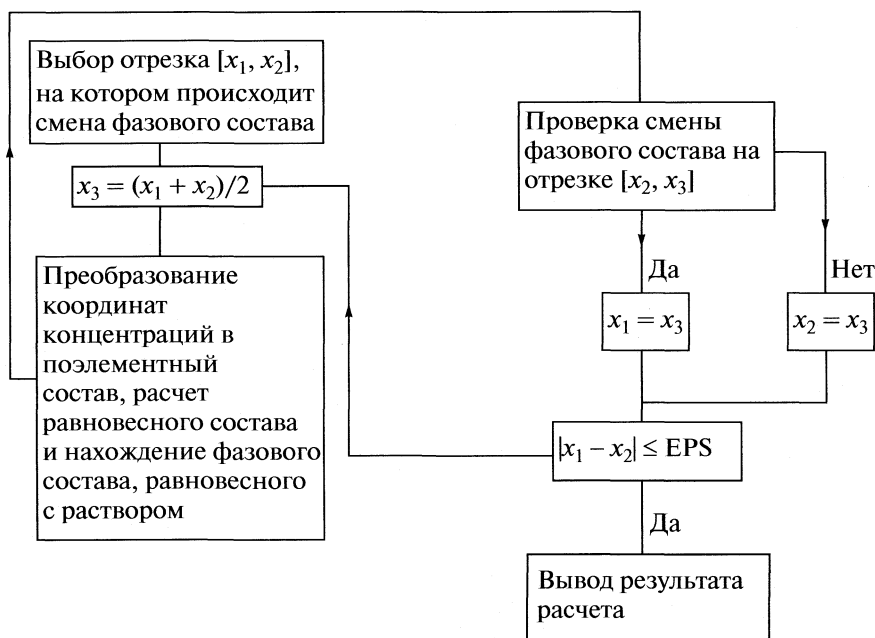 Выбор отрезка [x₁, x₂],
на котором происходит
смена фазового состава
x₃ = (x₁ + x₂)/2
Преобразование
координат
концентраций в
поэлементный
состав, расчет
равновесного состава
и нахождение фазового
состава, равновесного
с раствором
Проверка смены
фазового состава на
отрезке [x₂, x₃]
Да
Нет
x₁ = x₃
x₂ = x₃
|x₁ – x₂| ≤ EPS
Да
Вывод результата
расчета